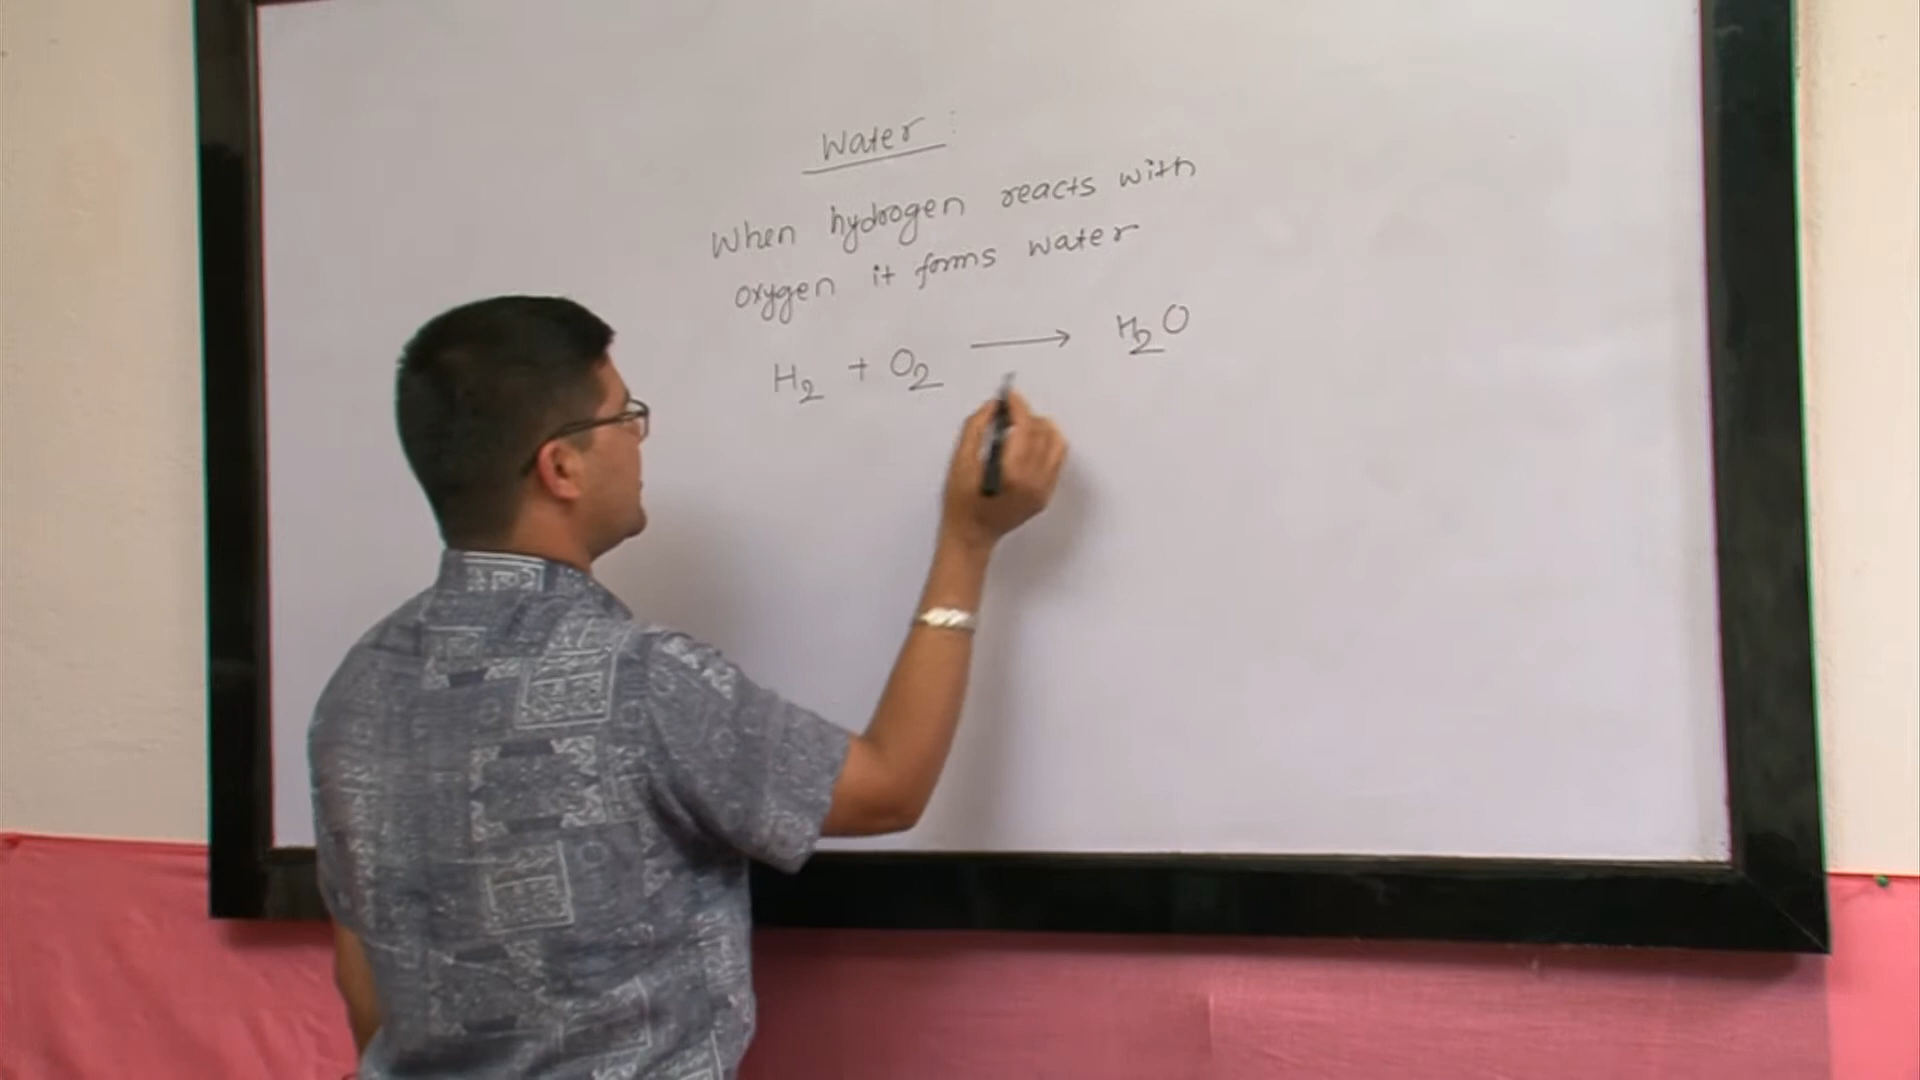 Water :
When hydrogen reacts with
oxygen it forms water
H₂ + O₂ → H₂O